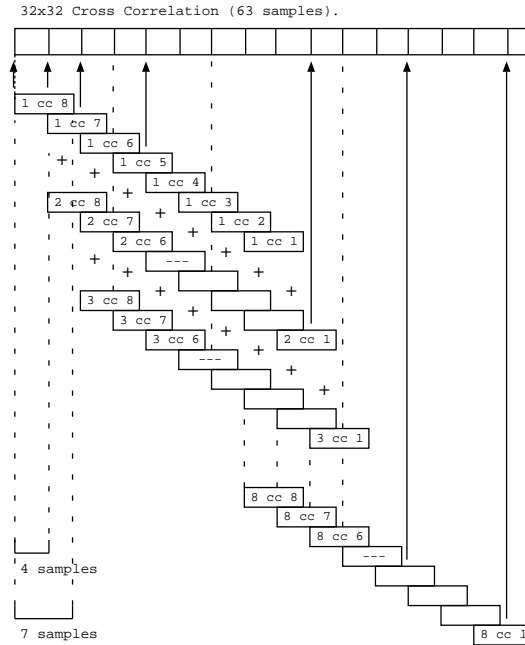 32x32 Cross Correlation (63 samples).
1 cc 8
1 cc 7
1 cc 6
+
1 cc 5
+
1 cc 4
+
2 cc 8
1 cc 3
+
2 cc 7
1 cc 2
+
2 cc 6
1 cc 1
+
---
+
+
+
3 cc 8
+
+
3 cc 7
+
2 cc 1
3 cc 6
+
---
+
+
3 cc 1
8 cc 8
8 cc 7
8 cc 6
---
4 samples
7 samples
8 cc 1